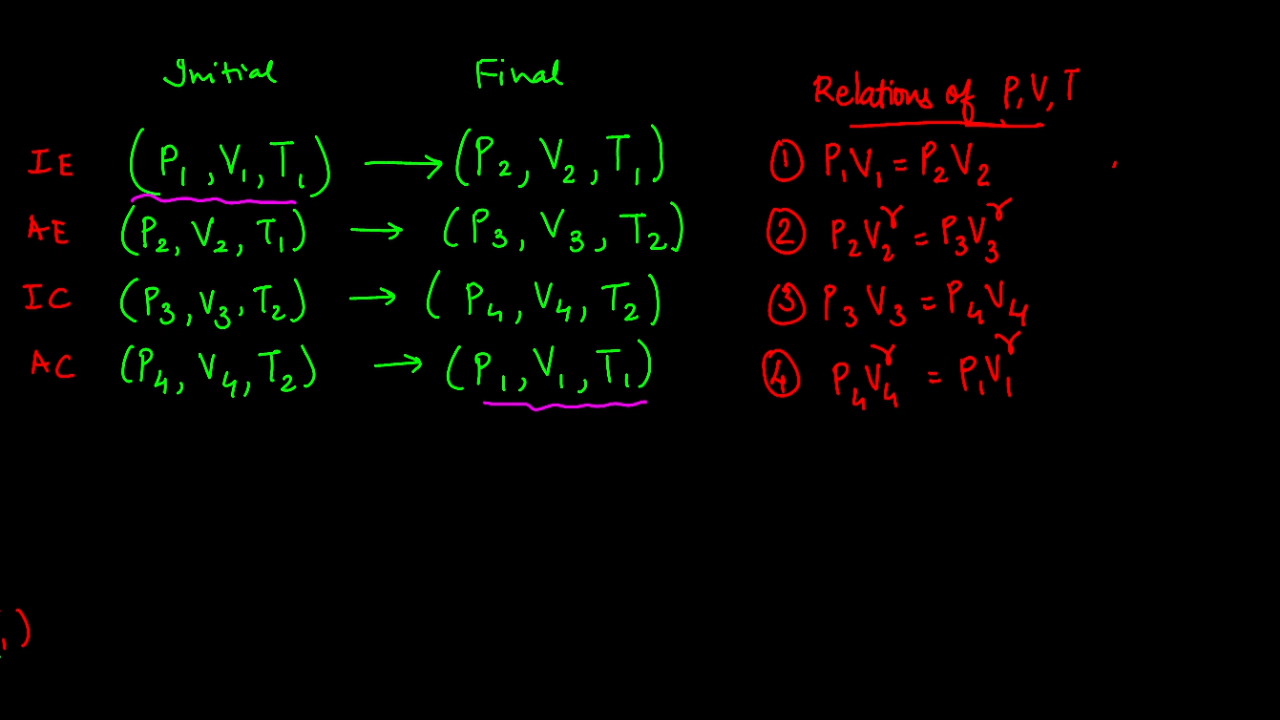 Initial Final Relations of P, V, T
IE (P₁, V₁, T₁) → (P₂, V₂, T₁) ① P₁V₁ = P₂V₂
AE (P₂, V₂, T₁) → (P₃, V₃, T₂) ② P₂V₂^γ = P₃V₃^γ
IC (P₃, V₃, T₂) → (P₄, V₄, T₂) ③ P₃V₃ = P₄V₄
AC (P₄, V₄, T₂) → (P₁, V₁, T₁) ④ P₄V₄^γ = P₁V₁^γ
₁)